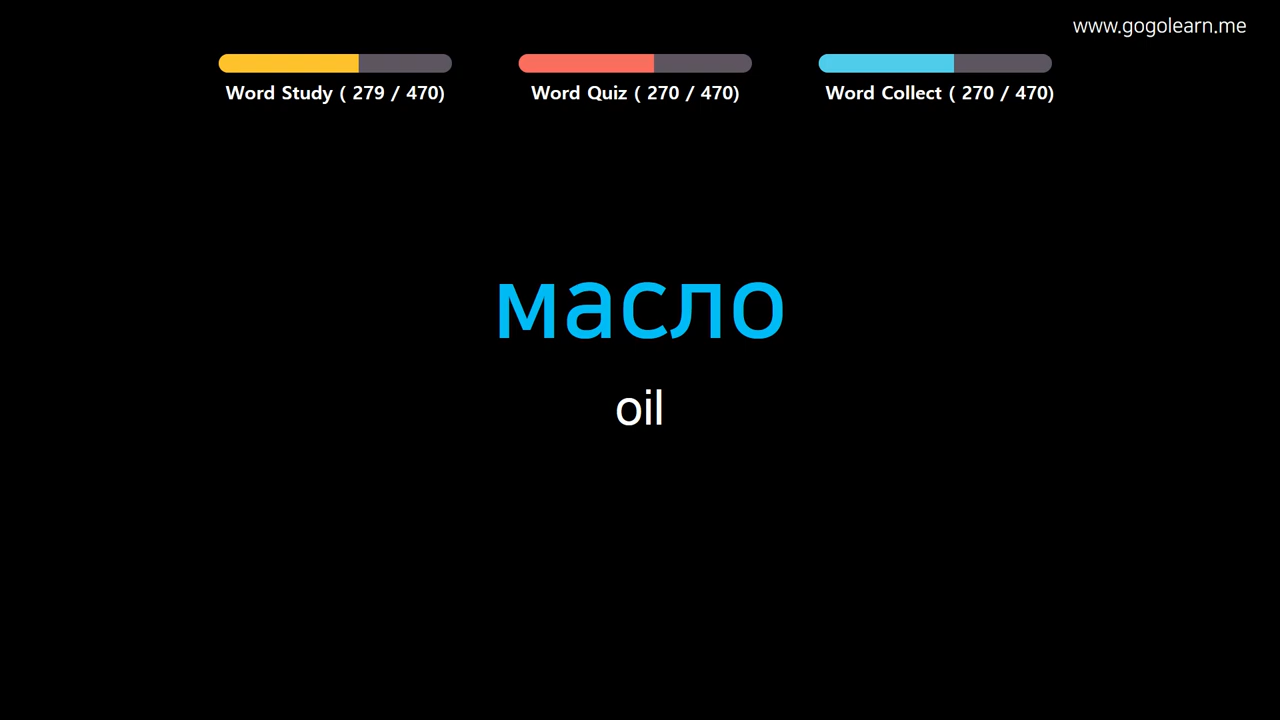 www.gogolearn.me
Word Study ( 279 / 470)
Word Quiz ( 270 / 470)
Word Collect ( 270 / 470)
масло
oil